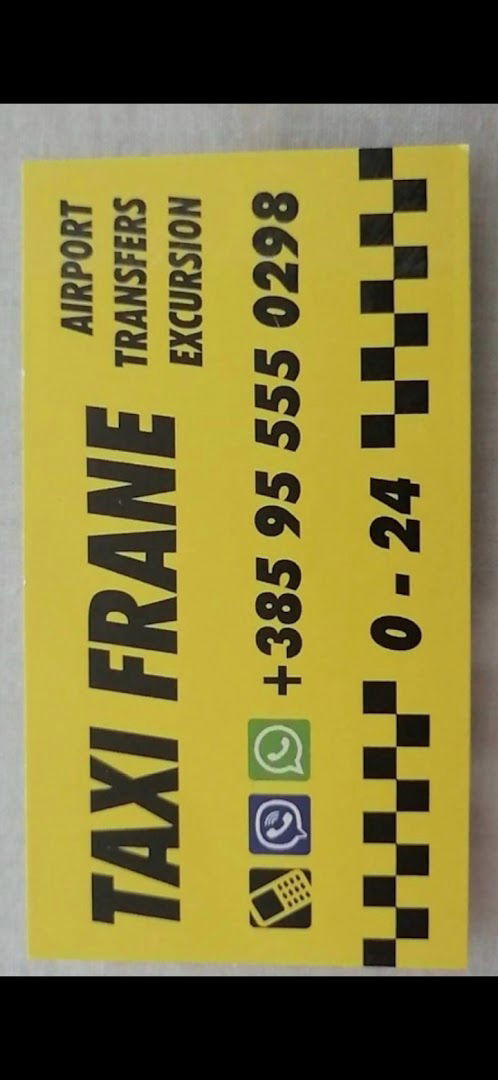 TAXI FRANE
AIRPORT
TRANSFERS
EXCURSION
+385 95 555 0298
0 - 24